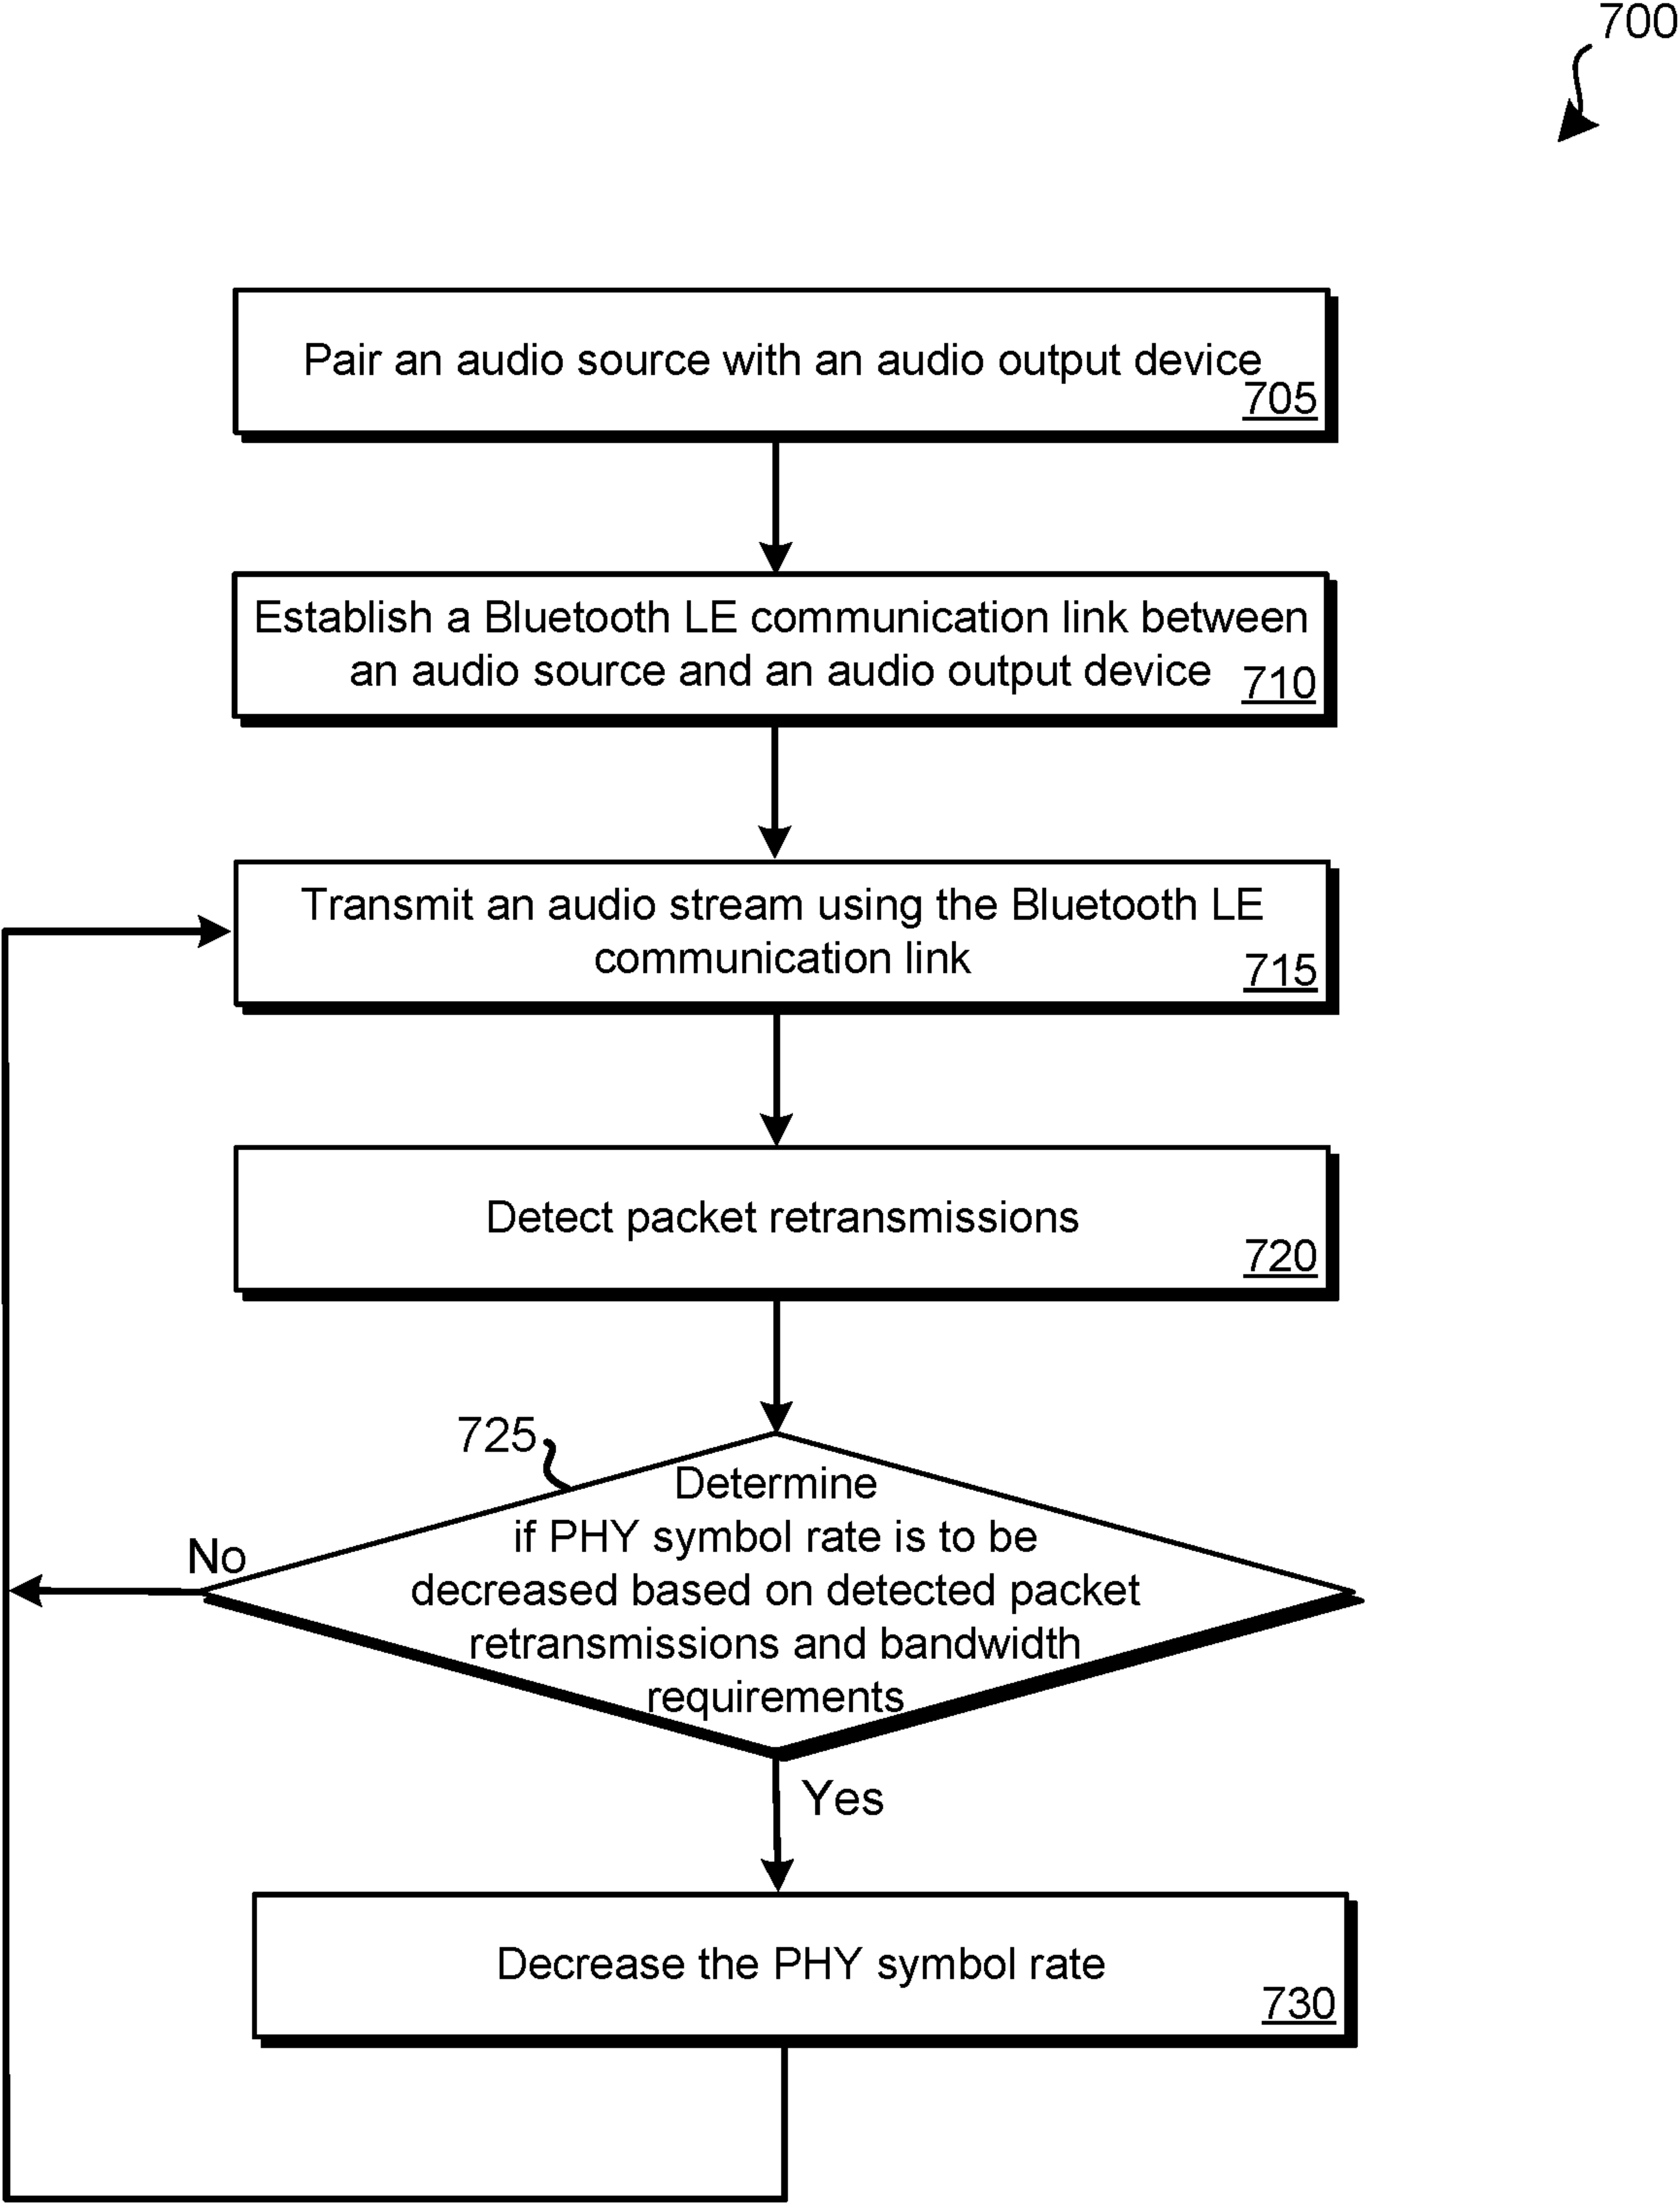 700
Pair an audio source with an audio output device
705
Establish a Bluetooth LE communication link between
an audio source and an audio output device
710
Transmit an audio stream using the Bluetooth LE
communication link
715
Detect packet retransmissions
720
725
Determine
if PHY symbol rate is to be
decreased based on detected packet
retransmissions and bandwidth
requirements
No
Yes
Decrease the PHY symbol rate
730